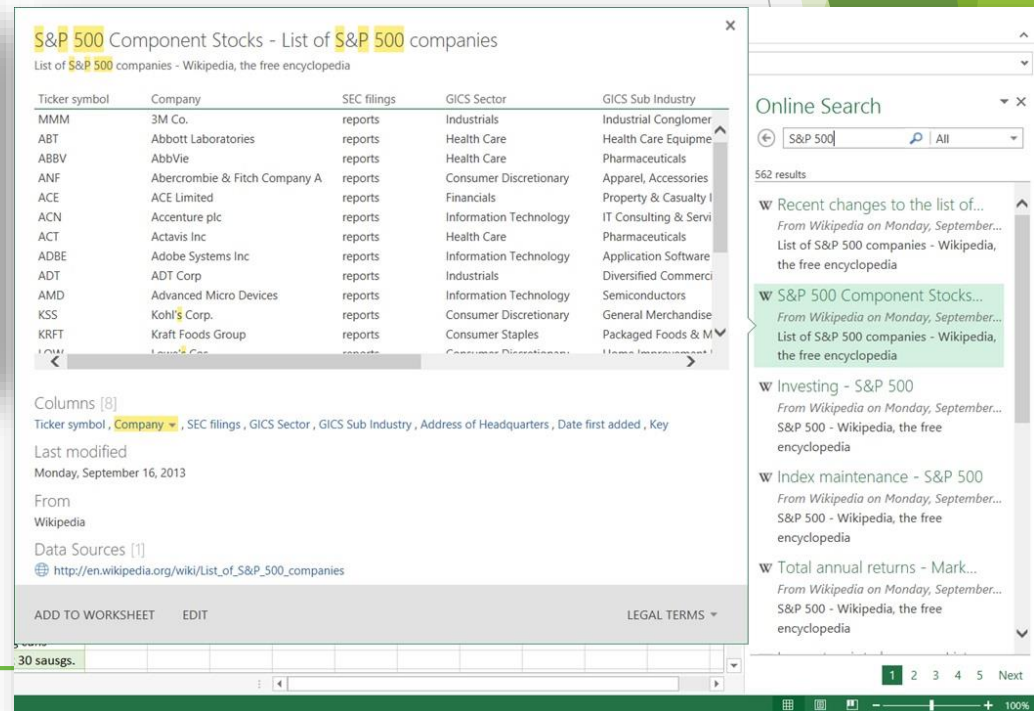 S&P 500 Component Stocks - List of S&P 500 companies
List of S&P 500 companies - Wikipedia, the free encyclopedia
Ticker symbol Company SEC filings GICS Sector GICS Sub Industry
MMM 3M Co. reports Industrials Industrial Conglomer
ABT Abbott Laboratories reports Health Care Health Care Equipme
ABBV AbbVie reports Health Care Pharmaceuticals
ANF Abercrombie & Fitch Company A reports Consumer Discretionary Apparel, Accessories
ACE ACE Limited reports Financials Property & Casualty I
ACN Accenture plc reports Information Technology IT Consulting & Servi
ACT Actavis Inc reports Health Care Pharmaceuticals
ADBE Adobe Systems Inc reports Information Technology Application Software
ADT ADT Corp reports Industrials Diversified Commerci
AMD Advanced Micro Devices reports Information Technology Semiconductors
KSS Kohl's Corp. reports Consumer Discretionary General Merchandise
KRFT Kraft Foods Group reports Consumer Staples Packaged Foods & M
Columns [8]
Ticker symbol , Company , SEC filings , GICS Sector , GICS Sub Industry , Address of Headquarters , Date first added , Key
Last modified
Monday, September 16, 2013
From
Wikipedia
Data Sources [1]
http://en.wikipedia.org/wiki/List_of_S&P_500_companies
ADD TO WORKSHEET EDIT LEGAL TERMS
30 sausgs.
Online Search
S&P 500 All
562 results
W Recent changes to the list of...
From Wikipedia on Monday, September...
List of S&P 500 companies - Wikipedia,
the free encyclopedia
W S&P 500 Component Stocks...
From Wikipedia on Monday, September...
List of S&P 500 companies - Wikipedia,
the free encyclopedia
W Investing - S&P 500
From Wikipedia on Monday, September...
S&P 500 - Wikipedia, the free
encyclopedia
W Index maintenance - S&P 500
From Wikipedia on Monday, September...
S&P 500 - Wikipedia, the free
encyclopedia
W Total annual returns - Mark...
From Wikipedia on Monday, September...
S&P 500 - Wikipedia, the free
encyclopedia
1 2 3 4 5 Next
100%